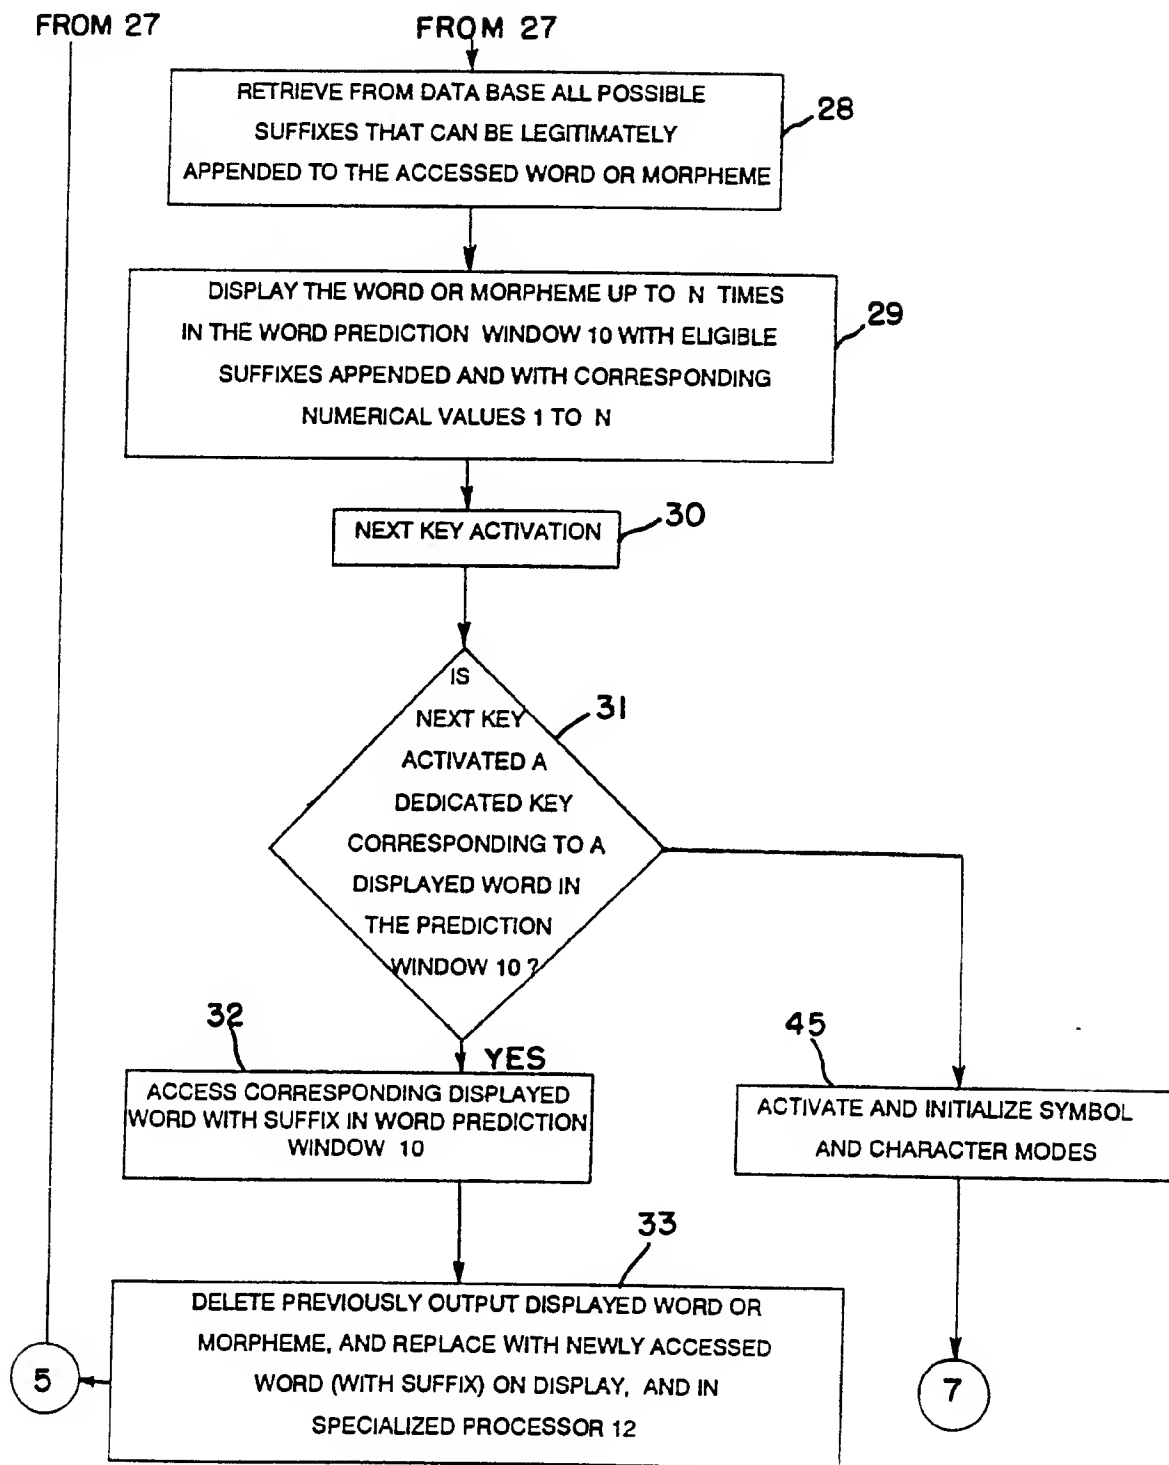 FROM 27
FROM 27
RETRIEVE FROM DATA BASE ALL POSSIBLE
SUFFIXES THAT CAN BE LEGITIMATELY
APPENDED TO THE ACCESSED WORD OR MORPHEME
28
DISPLAY THE WORD OR MORPHEME UP TO N TIMES
IN THE WORD PREDICTION WINDOW 10 WITH ELIGIBLE
SUFFIXES APPENDED AND WITH CORRESPONDING
NUMERICAL VALUES 1 TO N
29
NEXT KEY ACTIVATION
30
IS
NEXT KEY
ACTIVATED A
DEDICATED KEY
CORRESPONDING TO A
DISPLAYED WORD IN
THE PREDICTION
WINDOW 10 ?
31
YES
32
ACCESS CORRESPONDING DISPLAYED
WORD WITH SUFFIX IN WORD PREDICTION
WINDOW 10
45
ACTIVATE AND INITIALIZE SYMBOL
AND CHARACTER MODES
33
DELETE PREVIOUSLY OUTPUT DISPLAYED WORD OR
MORPHEME, AND REPLACE WITH NEWLY ACCESSED
WORD (WITH SUFFIX) ON DISPLAY, AND IN
SPECIALIZED PROCESSOR 12
5
7